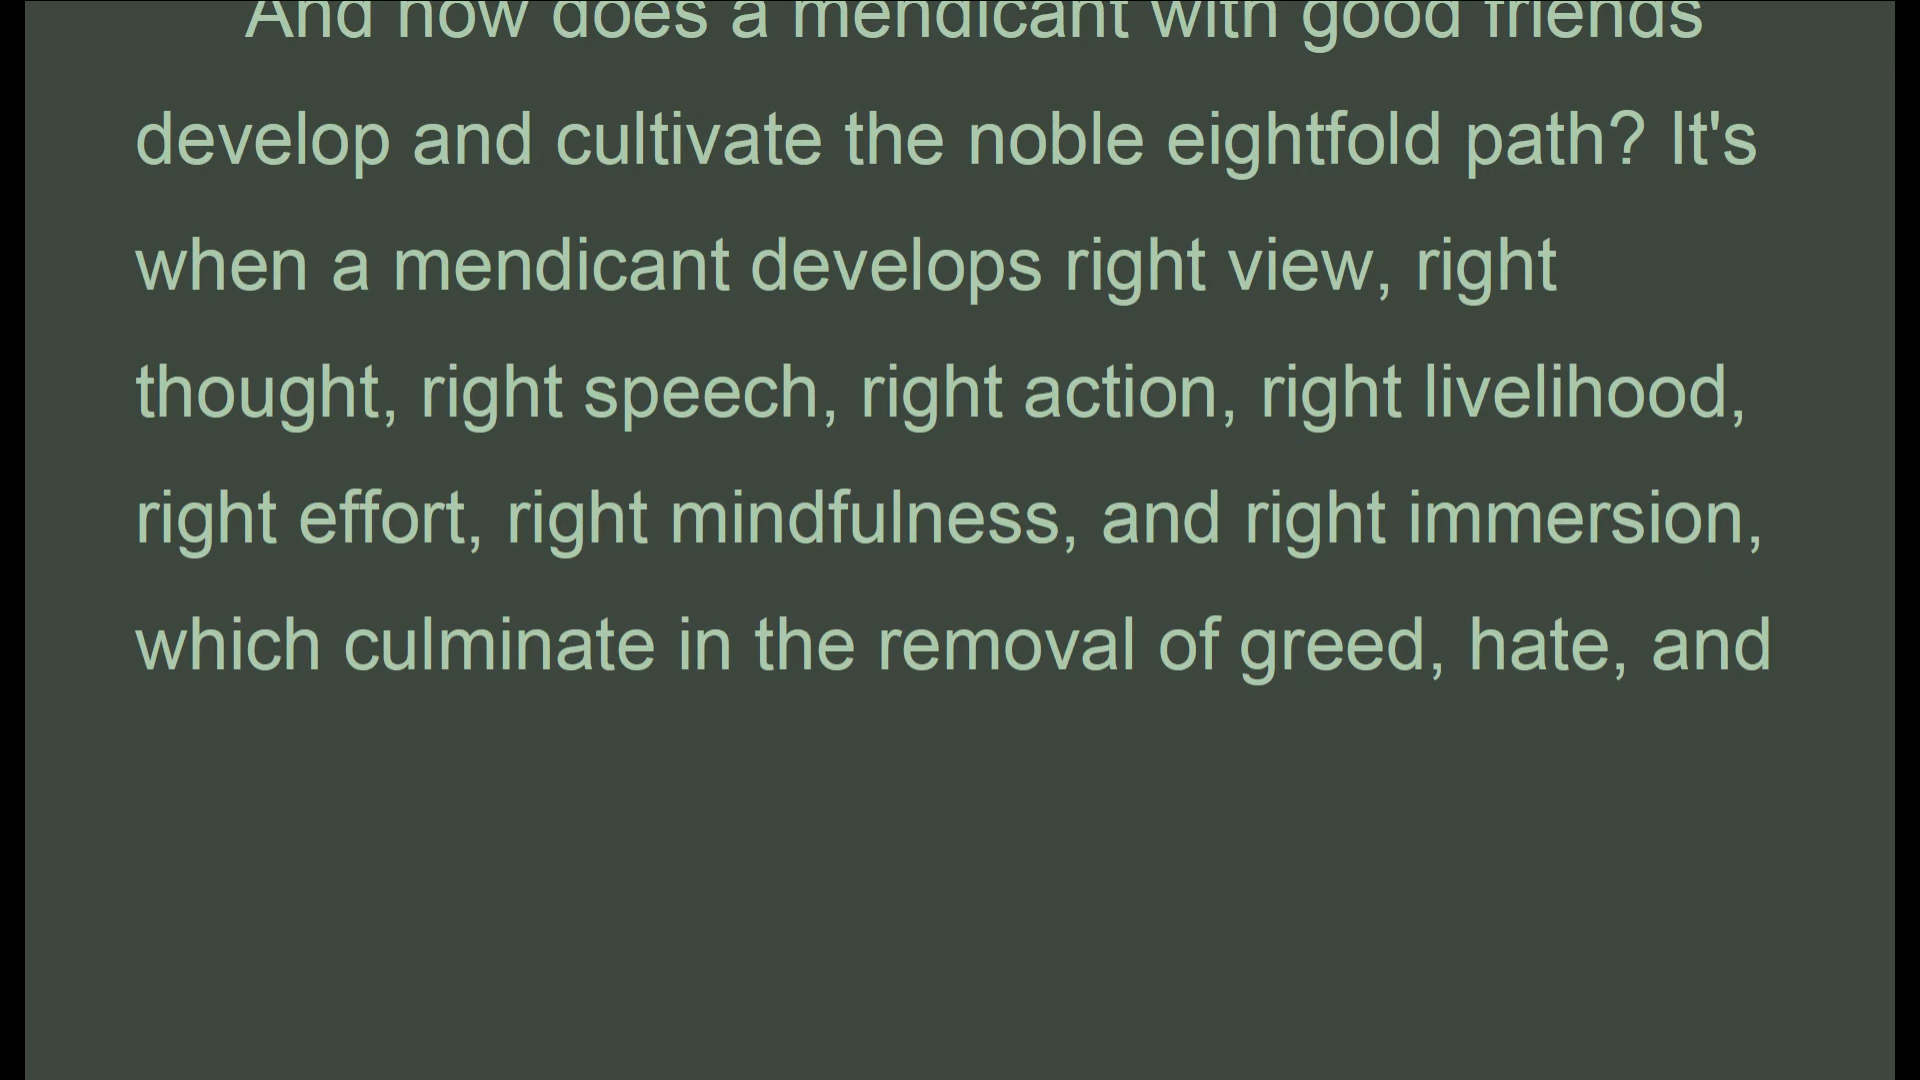 And how does a mendicant with good friends
develop and cultivate the noble eightfold path? It's
when a mendicant develops right view, right
thought, right speech, right action, right livelihood,
right effort, right mindfulness, and right immersion,
which culminate in the removal of greed, hate, and